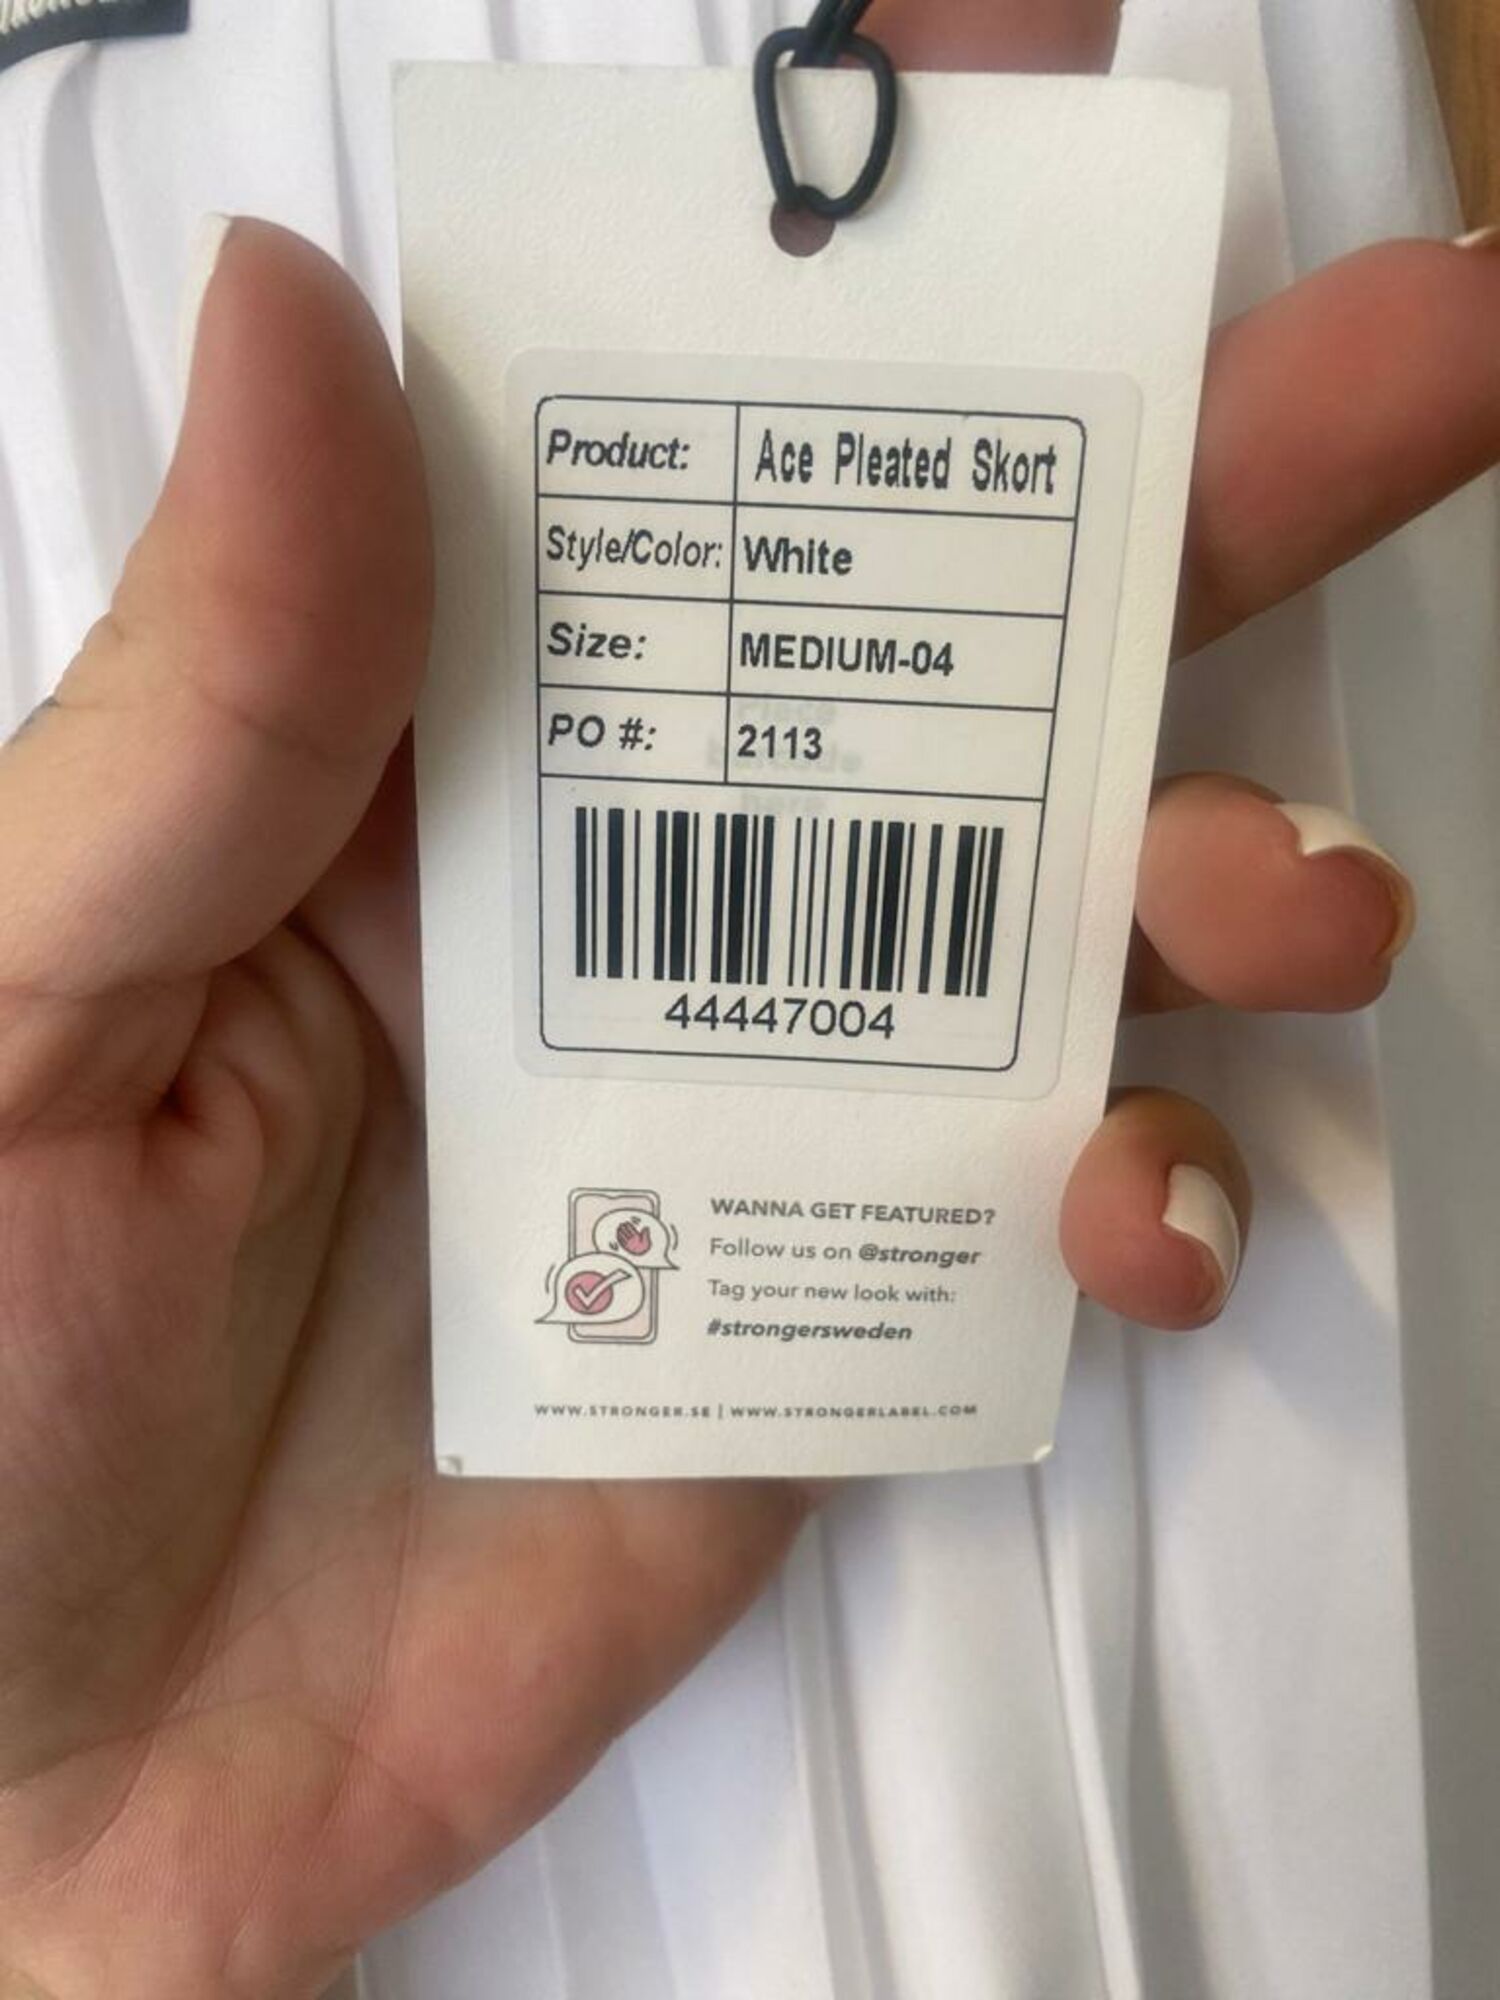 Product: Ace Pleated Skort
Style/Color: White
Size: MEDIUM-04
PO #: 2113
44447004
WANNA GET FEATURED?
Follow us on @stronger
Tag your new look with:
#strongersweden
WWW.STRONGER.SE | WWW.STRONGERLABEL.COM